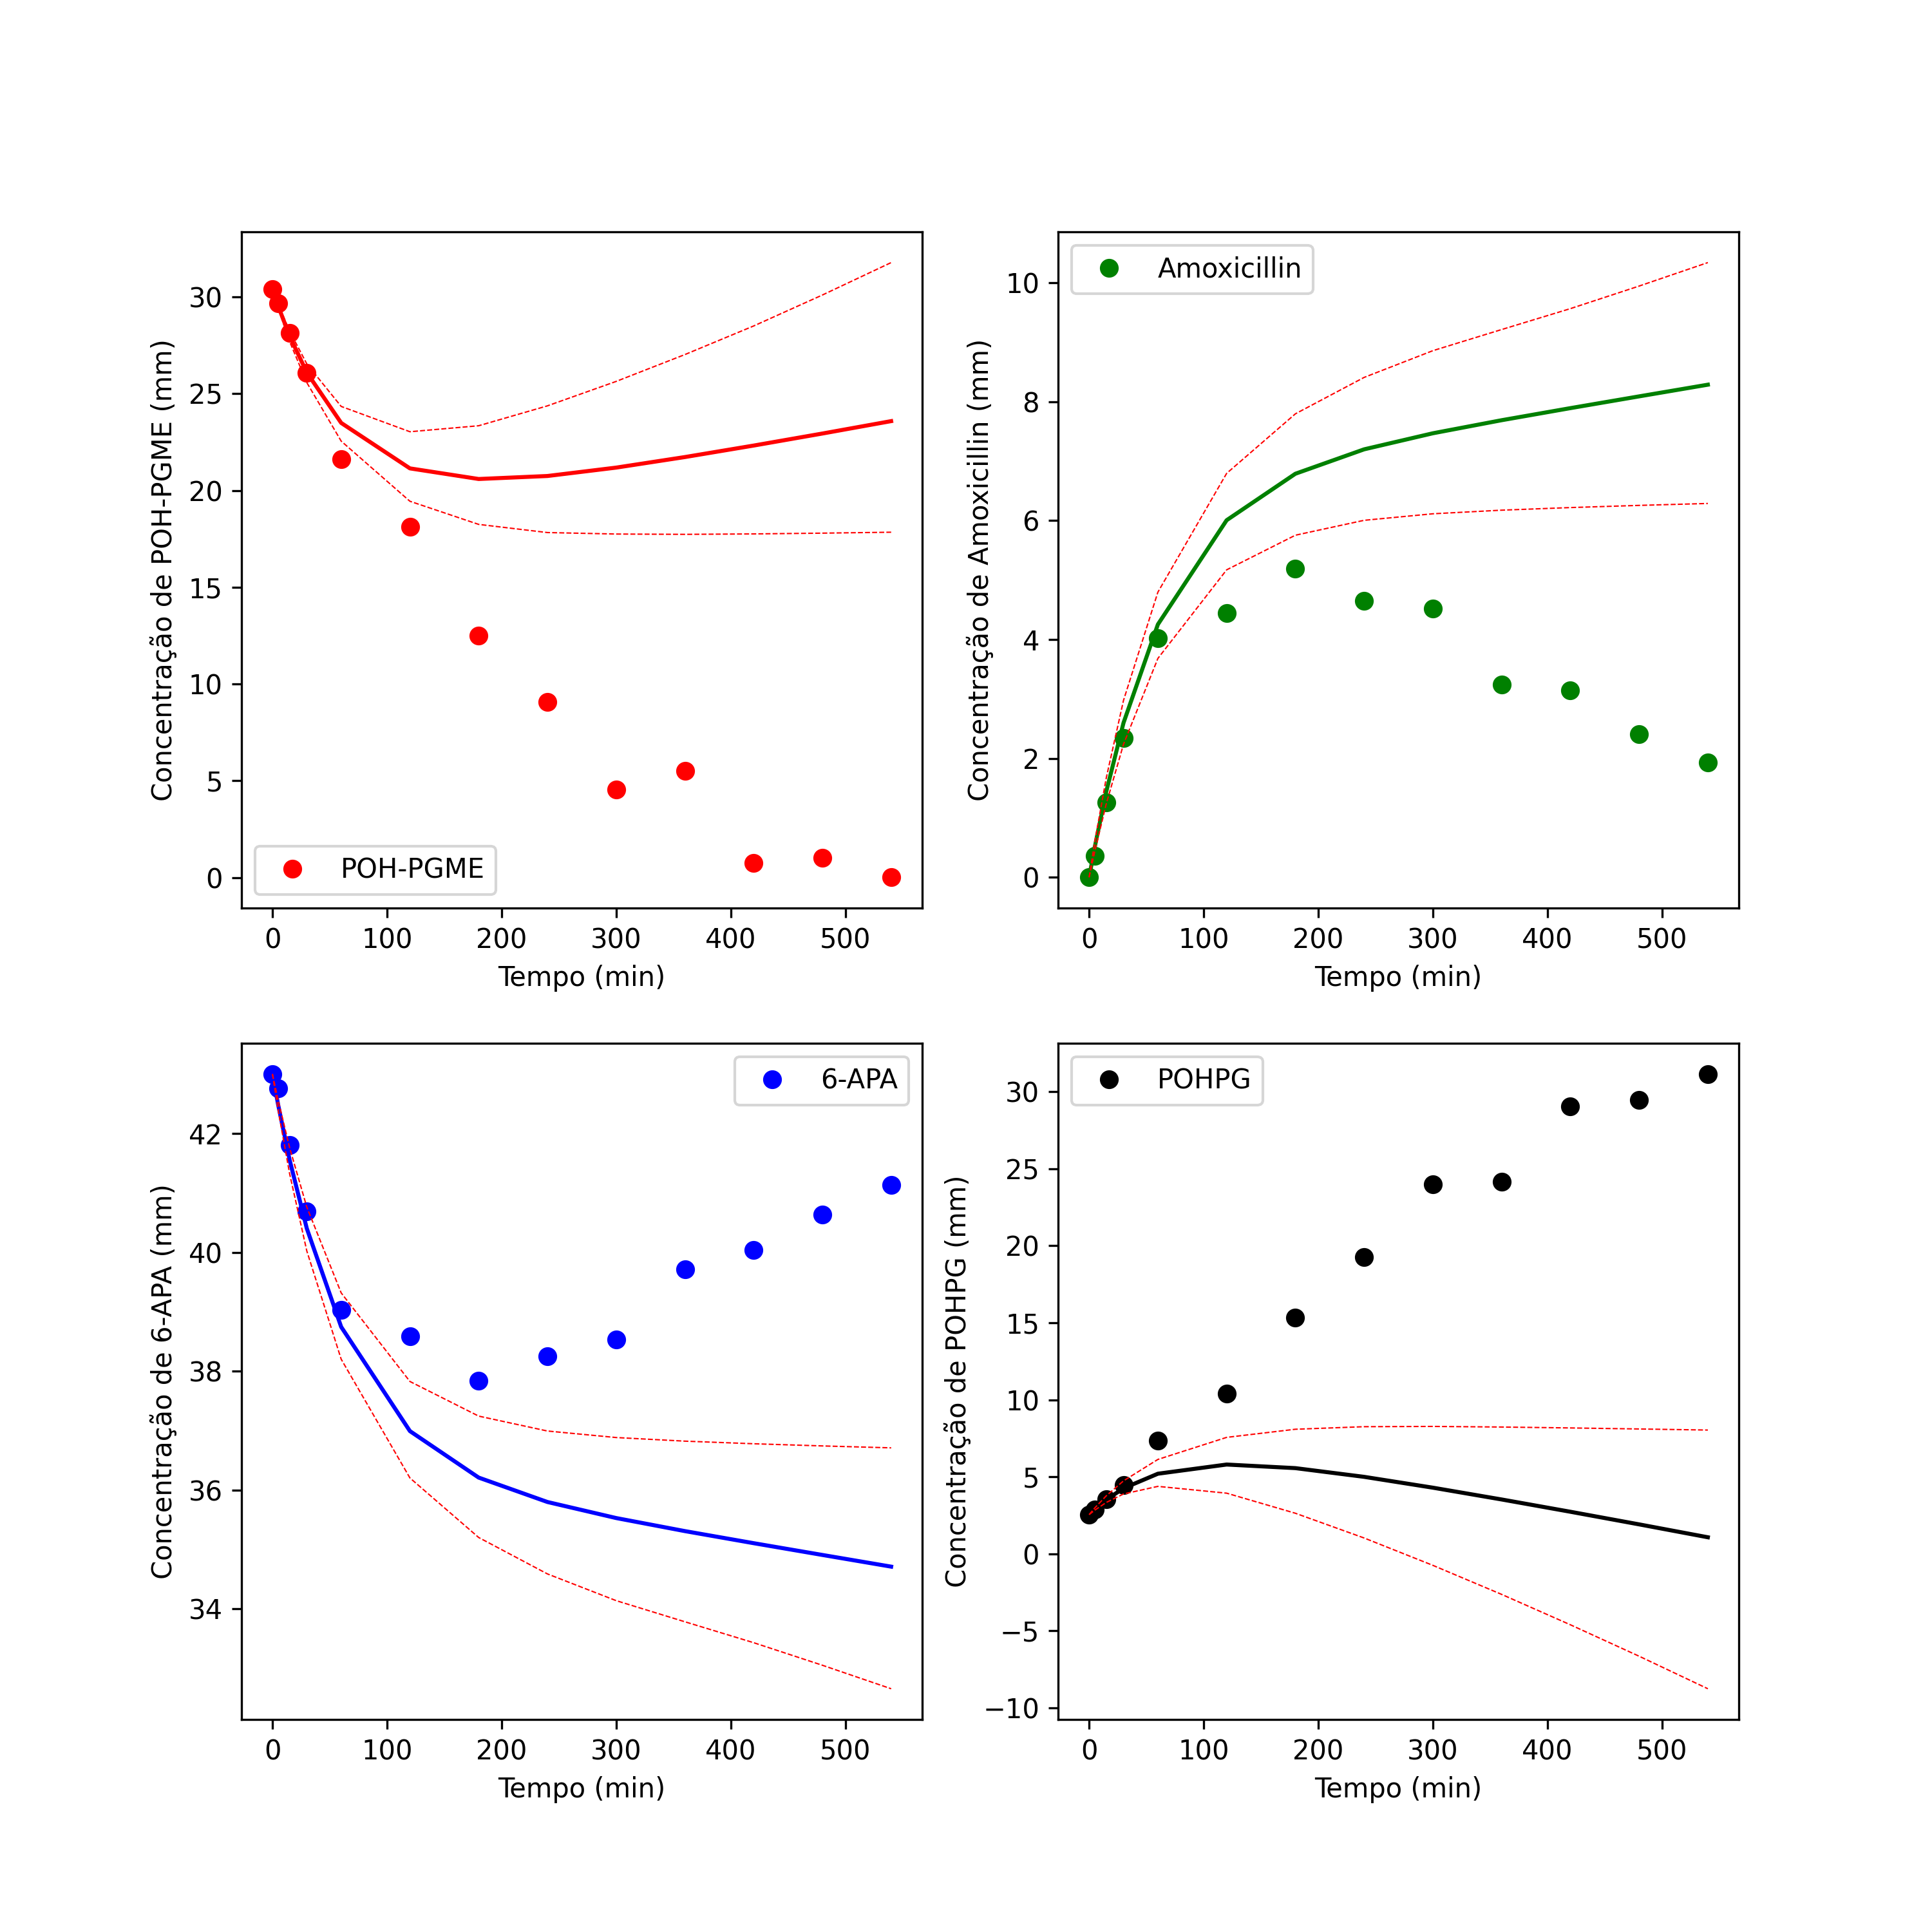 Concentração de POH-PGME (mm)
30
25
20
15
10
5
0
POH-PGME
0 100 200 300 400 500
Tempo (min)
Concentração de Amoxicillin (mm)
10
8
6
4
2
0
Amoxicillin
0 100 200 300 400 500
Tempo (min)
Concentração de 6-APA (mm)
42
40
38
36
34
6-APA
0 100 200 300 400 500
Tempo (min)
Concentração de POHPG (mm)
30
25
20
15
10
5
0
−5
−10
POHPG
0 100 200 300 400 500
Tempo (min)